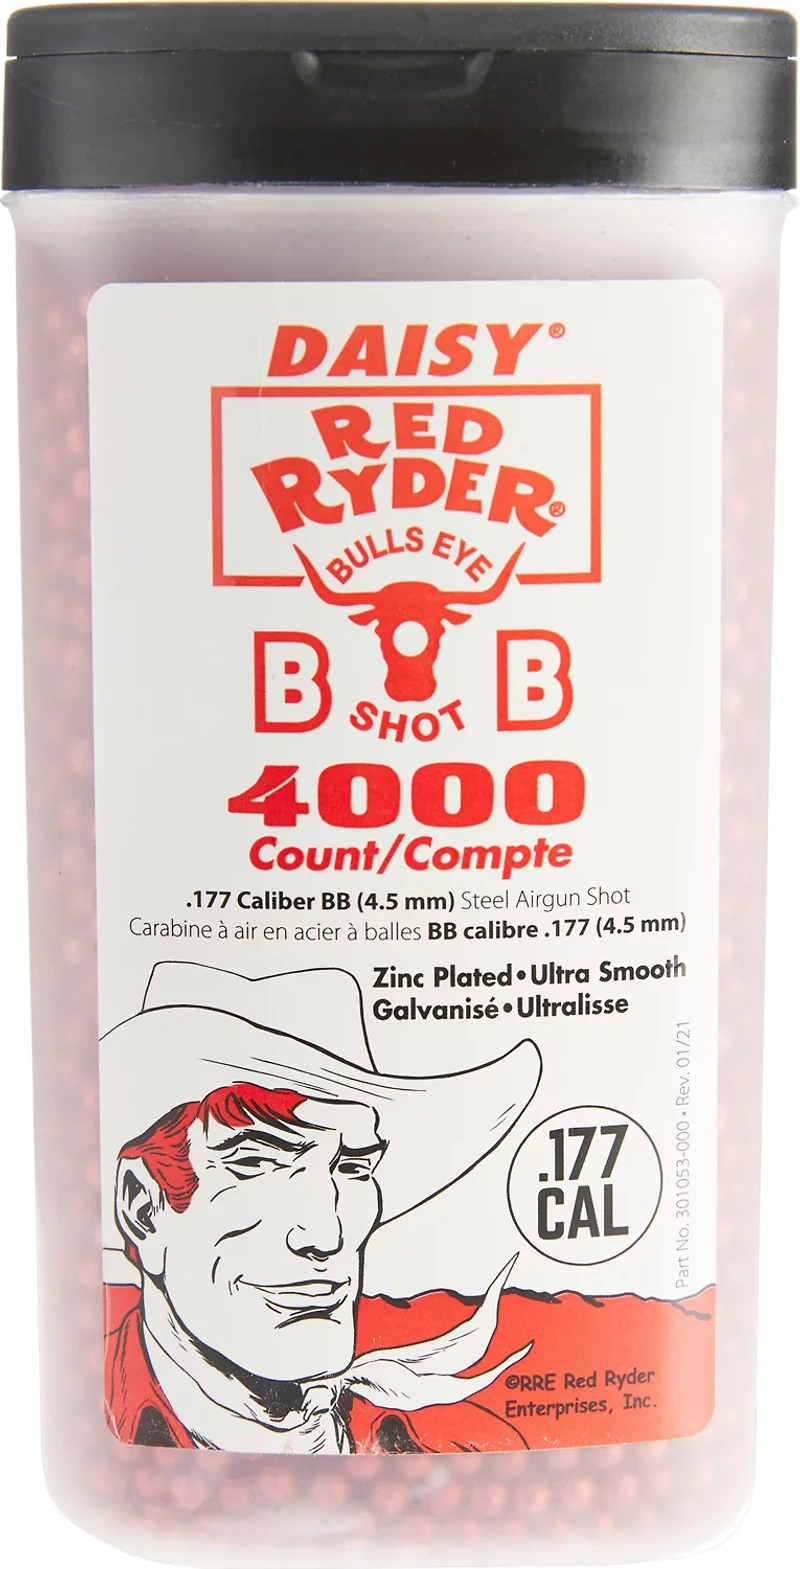 DAISY®
RED
RYDER®
BULLS EYE
B B
SHOT
4000
Count/Compte
.177 Caliber BB (4.5 mm) Steel Airgun Shot
Carabine à air en acier à balles BB calibre .177 (4.5 mm)
Zinc Plated • Ultra Smooth
Galvanisé • Ultralisse
.177
CAL
Part No. 301053-000 • Rev. 01/21
©RRE Red Ryder
Enterprises, Inc.